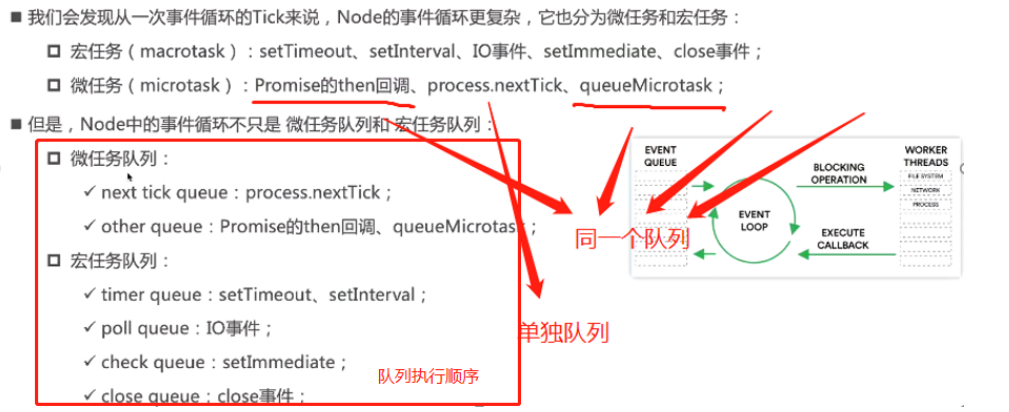 我们会发现从一次事件循环的Tick来说，Node的事件循环更复杂，它也分为微任务和宏任务：
宏任务（macrotask）：setTimeout、setInterval、IO事件、setImmediate、close事件；
微任务（microtask）：Promise的then回调、process.nextTick、queueMicrotask；
但是，Node中的事件循环不只是 微任务队列和 宏任务队列：
微任务队列：
next tick queue：process.nextTick；
other queue：Promise的then回调、queueMicrotask；
宏任务队列：
timer queue：setTimeout、setInterval；
poll queue：IO事件；
check queue：setImmediate；
close queue：close事件；
队列执行顺序
同一个队列
单独队列
EVENT
QUEUE
EVENT
LOOP
BLOCKING
OPERATION
EXECUTE
CALLBACK
WORKER
THREADS
FILE SYSTEM
NETWORK
PROCESS